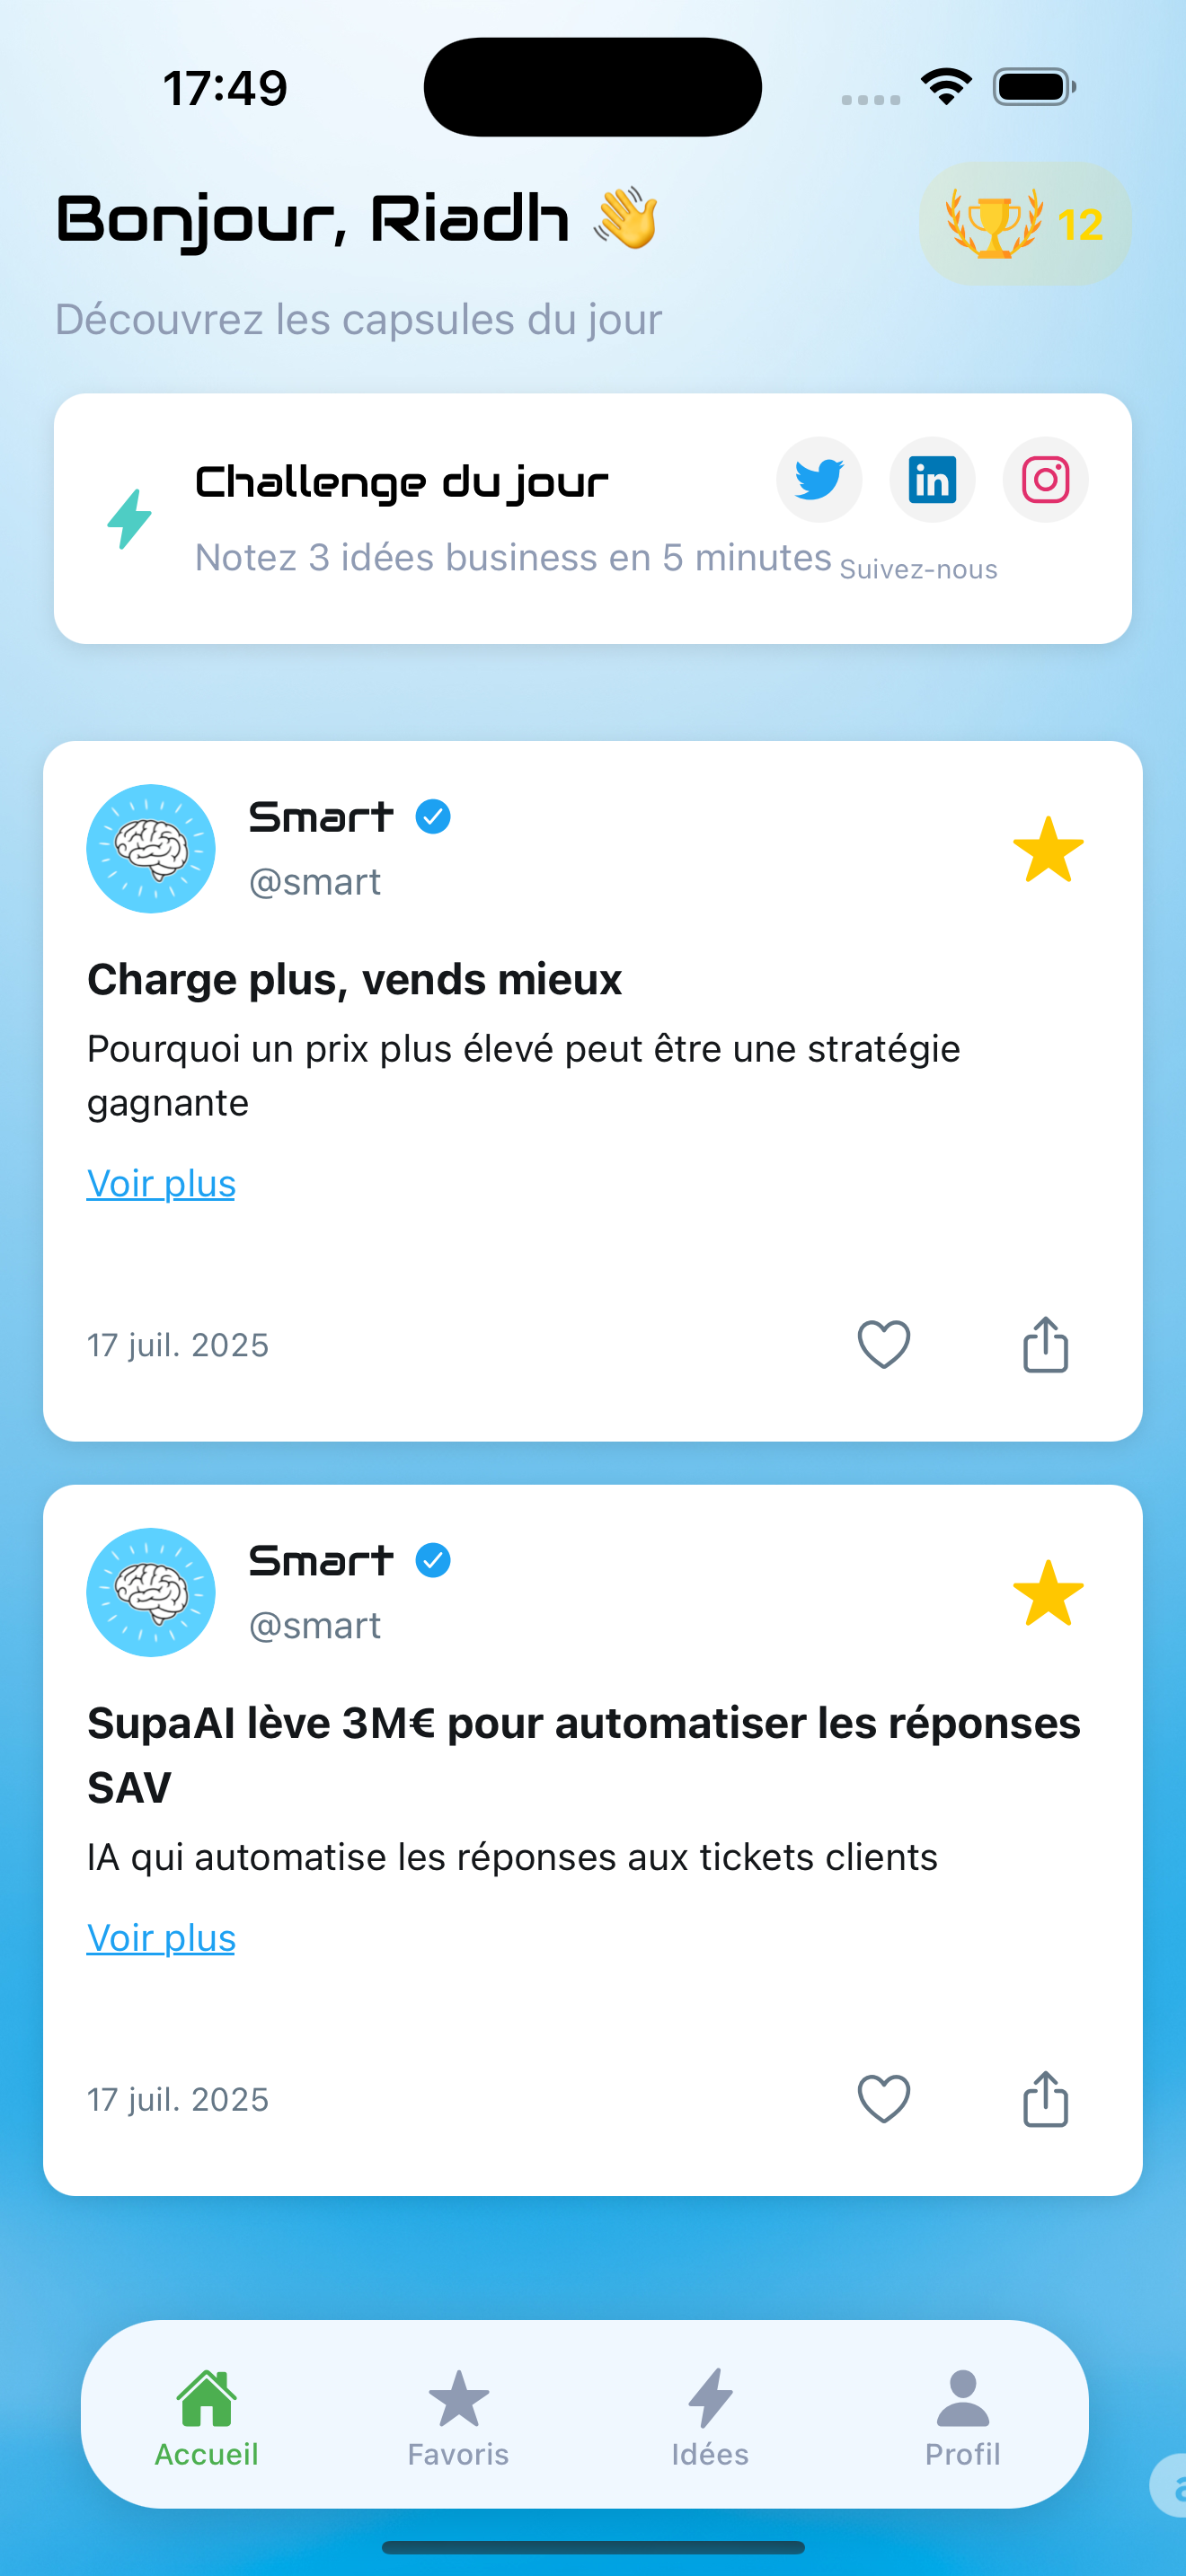 17:49
Bonjour, Riadh 👋
12
Découvrez les capsules du jour
Challenge du jour
in
Notez 3 idées business en 5 minutes
Suivez-nous
Smart
@smart
Charge plus, vends mieux
Pourquoi un prix plus élevé peut être une stratégie
gagnante
Voir plus
17 juil. 2025
Smart
@smart
SupaAI lève 3M€ pour automatiser les réponses
SAV
IA qui automatise les réponses aux tickets clients
Voir plus
17 juil. 2025
Accueil
Favoris
Idées
Profil